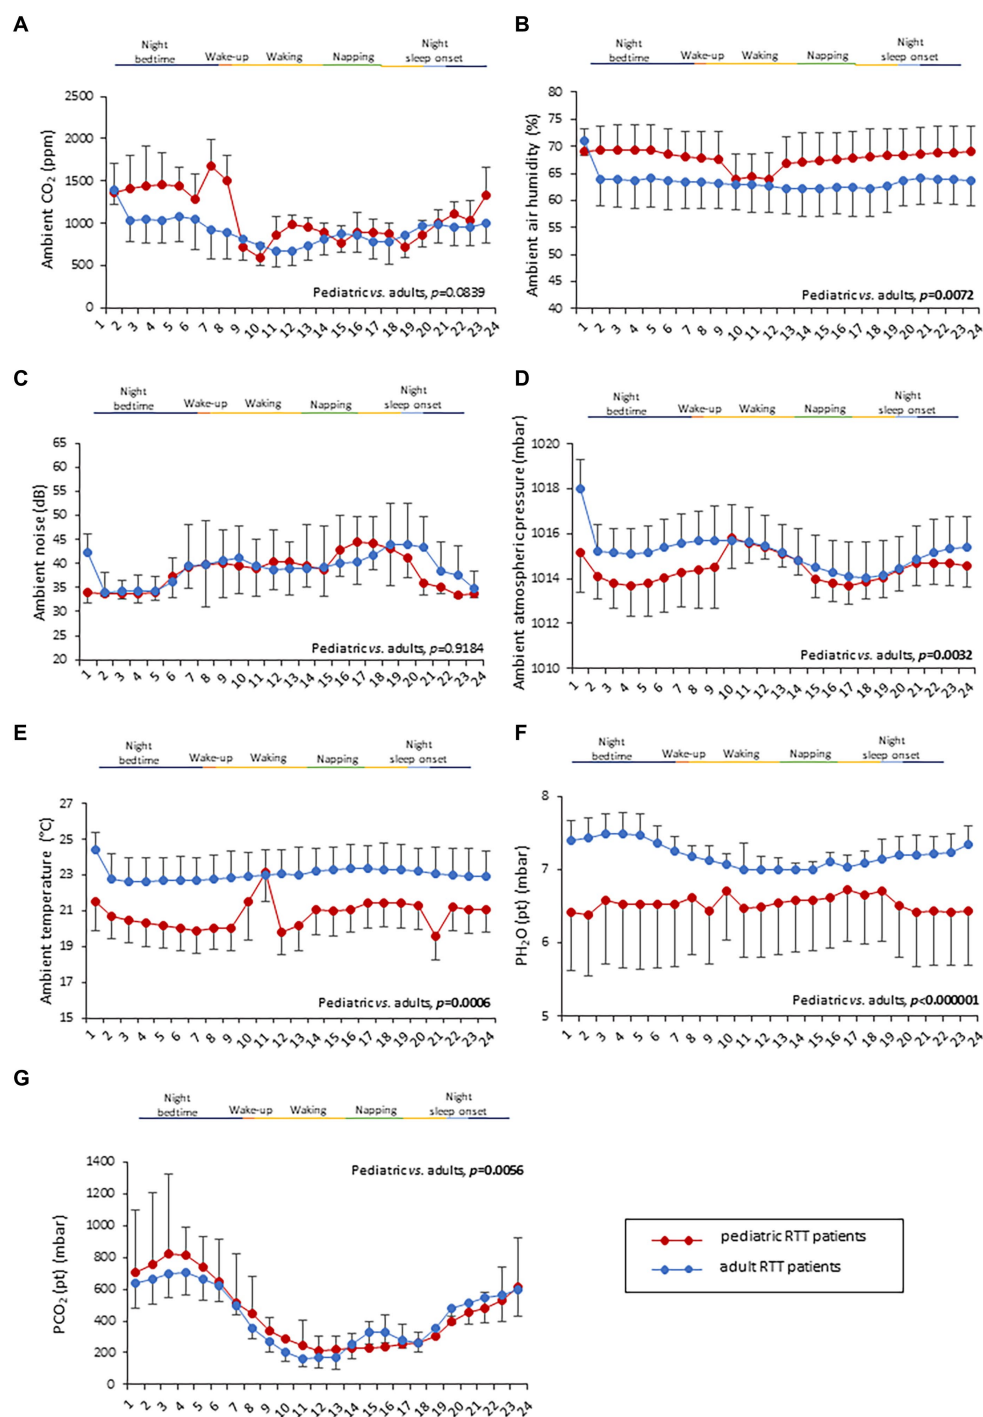 A
Night
bedtime Wake-up Waking Napping Night
sleep onset
Ambient CO2 (ppm)
2500
2000
1500
1000
500
0
Pediatric vs. adults, p=0.0839
1 2 3 4 5 6 7 8 9 10 11 12 13 14 15 16 17 18 19 20 21 22 23 24
B
Night
bedtime Wake-up Waking Napping Night
sleep onset
Ambient air humidity (%)
80
75
70
65
60
55
50
45
40
Pediatric vs. adults, p=0.0072
1 2 3 4 5 6 7 8 9 10 11 12 13 14 15 16 17 18 19 20 21 22 23 24
C
Night
bedtime Wake-up Waking Napping Night
sleep onset
Ambient noise (dB)
65
60
55
50
45
40
35
30
25
20
Pediatric vs. adults, p=0.9184
1 2 3 4 5 6 7 8 9 10 11 12 13 14 15 16 17 18 19 20 21 22 23 24
D
Night
bedtime Wake-up Waking Napping Night
sleep onset
Ambient atmospheric pressure (mbar)
1020
1018
1016
1014
1012
1010
Pediatric vs. adults, p=0.0032
1 2 3 4 5 6 7 8 9 10 11 12 13 14 15 16 17 18 19 20 21 22 23 24
E
Night
bedtime Wake-up Waking Napping Night
sleep onset
Ambient temperature (°C)
27
25
23
21
19
17
15
Pediatric vs. adults, p=0.0006
1 2 3 4 5 6 7 8 9 10 11 12 13 14 15 16 17 18 19 20 21 22 23 24
F
Night
bedtime Wake-up Waking Napping Night
sleep onset
PH2O (pt) (mbar)
8
7
6
5
Pediatric vs. adults, p<0.000001
1 2 3 4 5 6 7 8 9 10 11 12 13 14 15 16 17 18 19 20 21 22 23 24
G
Night
bedtime Wake-up Waking Napping Night
sleep onset
PCO2 (pt) (mbar)
1400
1200
1000
800
600
400
200
0
Pediatric vs. adults, p=0.0056
1 2 3 4 5 6 7 8 9 10 11 12 13 14 15 16 17 18 19 20 21 22 23 24
pediatric RTT patients
adult RTT patients